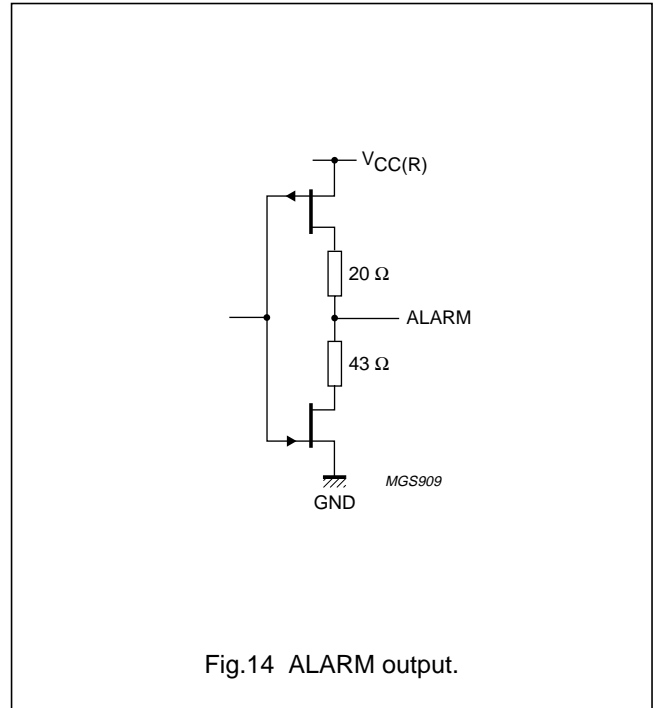 VCC(R)
20 Ω
ALARM
43 Ω
MGS909
GND
Fig.14 ALARM output.